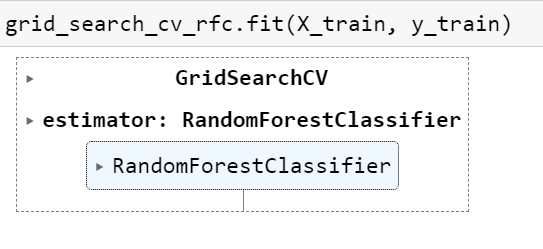 grid_search_cv_rfc.fit(X_train, y_train)
GridSearchCV
estimator: RandomForestClassifier
RandomForestClassifier